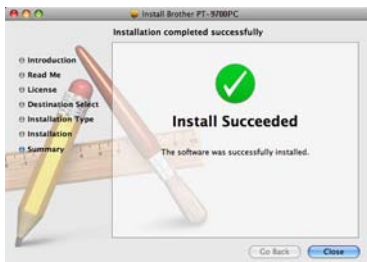 Install Brother PT-9700PC
Installation completed successfully
Introduction
Read Me
License
Destination Select
Installation Type
Installation
Summary
Install Succeeded
The software was successfully installed.
Go Back
Close